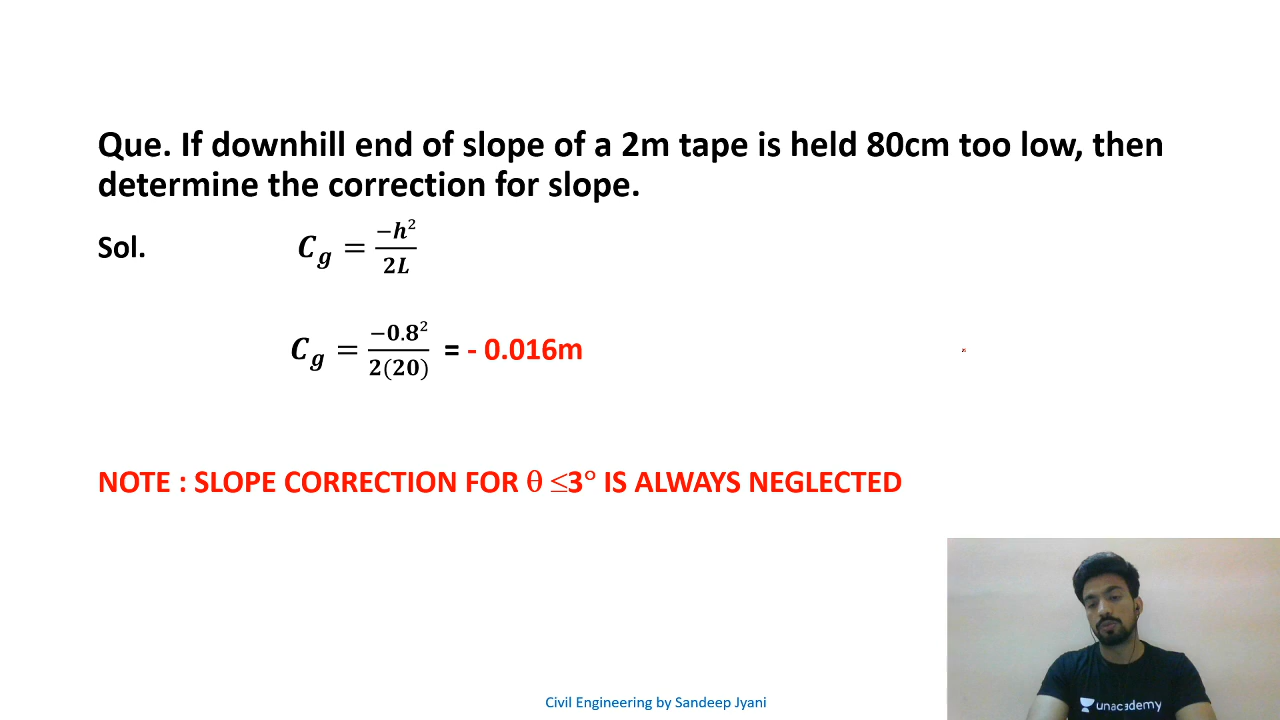 Que. If downhill end of slope of a 2m tape is held 80cm too low, then
determine the correction for slope.
Sol. C_g = −h² / 2L
C_g = −0.8² / 2(20) = - 0.016m
NOTE : SLOPE CORRECTION FOR θ ≤3° IS ALWAYS NEGLECTED
unacademy
Civil Engineering by Sandeep Jyani